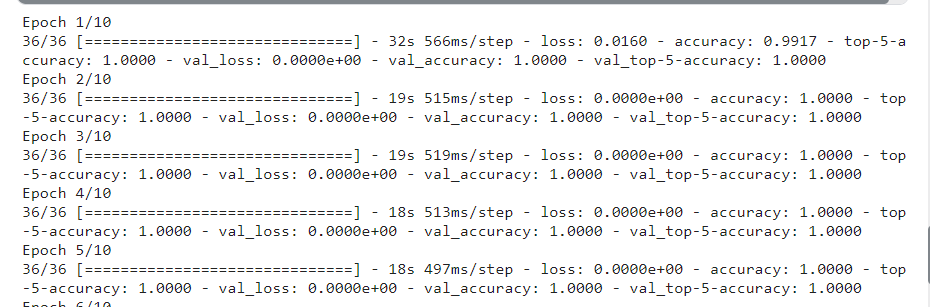 Epoch 1/10
36/36 [==============================] - 32s 566ms/step - loss: 0.0160 - accuracy: 0.9917 - top-5-a
ccuracy: 1.0000 - val_loss: 0.0000e+00 - val_accuracy: 1.0000 - val_top-5-accuracy: 1.0000
Epoch 2/10
36/36 [==============================] - 19s 515ms/step - loss: 0.0000e+00 - accuracy: 1.0000 - top
-5-accuracy: 1.0000 - val_loss: 0.0000e+00 - val_accuracy: 1.0000 - val_top-5-accuracy: 1.0000
Epoch 3/10
36/36 [==============================] - 19s 519ms/step - loss: 0.0000e+00 - accuracy: 1.0000 - top
-5-accuracy: 1.0000 - val_loss: 0.0000e+00 - val_accuracy: 1.0000 - val_top-5-accuracy: 1.0000
Epoch 4/10
36/36 [==============================] - 18s 513ms/step - loss: 0.0000e+00 - accuracy: 1.0000 - top
-5-accuracy: 1.0000 - val_loss: 0.0000e+00 - val_accuracy: 1.0000 - val_top-5-accuracy: 1.0000
Epoch 5/10
36/36 [==============================] - 18s 497ms/step - loss: 0.0000e+00 - accuracy: 1.0000 - top
-5-accuracy: 1.0000 - val_loss: 0.0000e+00 - val_accuracy: 1.0000 - val_top-5-accuracy: 1.0000
Epoch 6/10